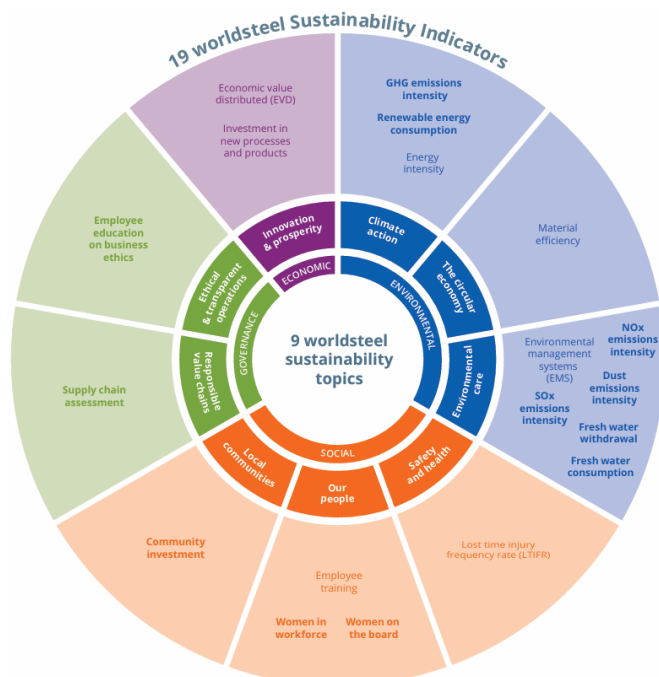 19 worldsteel Sustainability Indicators
Economic value
distributed (EVD)
Investment in
new processes
and products
GHG emissions
intensity
Renewable energy
consumption
Energy
intensity
Material
efficiency
Environmental
management
systems
(EMS)
NOx
emissions
intensity
Dust
emissions
intensity
SOx
emissions
intensity
Fresh water
withdrawal
Fresh water
consumption
Lost time injury
frequency rate (LTIFR)
Employee
training
Women in
workforce
Women on
the board
Community
investment
Supply chain
assessment
Employee
education
on business
ethics
Innovation
& prosperity
Climate
action
The circular
economy
Environmental
care
Safety
and health
Our
people
Local
communities
Responsible
value chains
Ethical
& transparent
operations
ECONOMIC
ENVIRONMENTAL
SOCIAL
GOVERNANCE
9 worldsteel
sustainability
topics